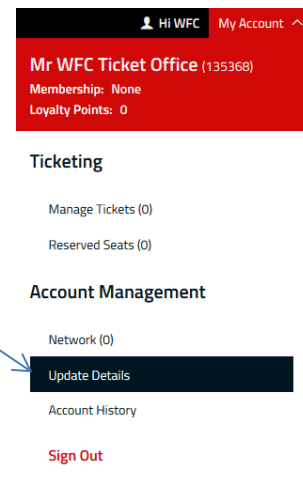 Hi WFC My Account
Mr WFC Ticket Office (135368)
Membership: None
Loyalty Points: 0
Ticketing
Manage Tickets (0)
Reserved Seats (0)
Account Management
Network (0)
Update Details
Account History
Sign Out